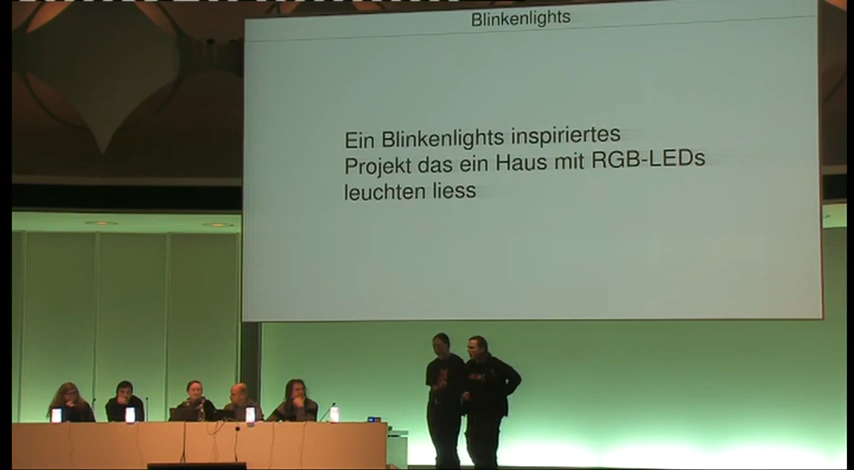 Blinkenlights
Ein Blinkenlights inspiriertes
Projekt das ein Haus mit RGB-LEDs
leuchten liess